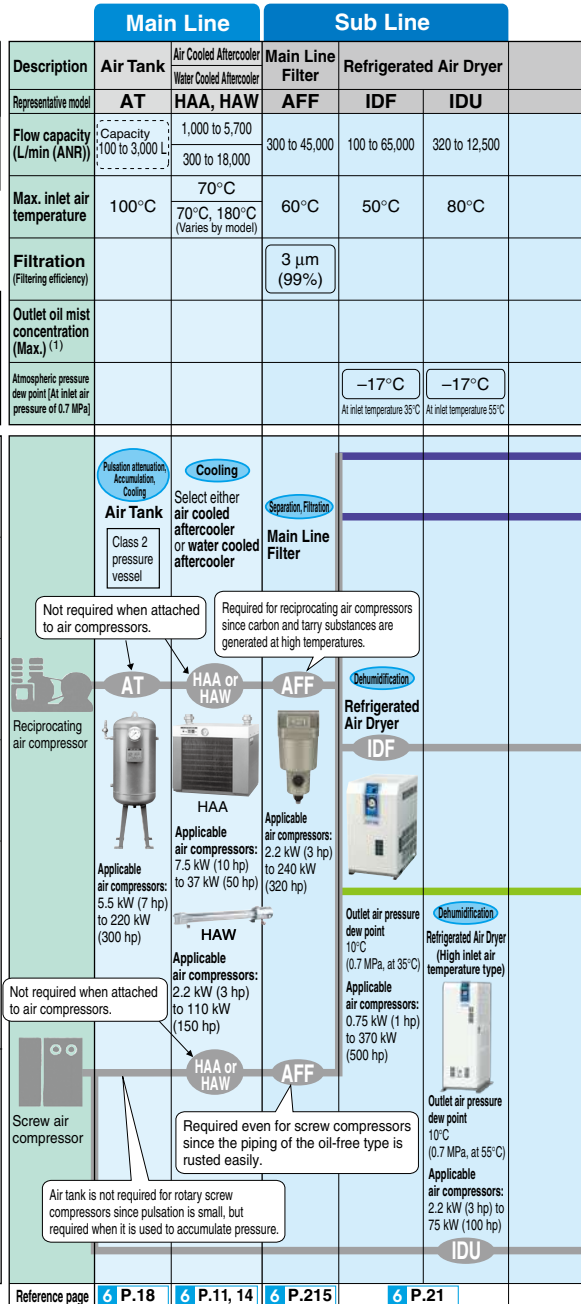 Main Line
Sub Line
Description
Air Tank
Air Cooled Aftercooler
Water Cooled Aftercooler
Main Line
Filter
Refrigerated Air Dryer
Representative model
AT
HAA, HAW
AFF
IDF
IDU
Flow capacity
(L/min (ANR))
Capacity
100 to 3,000 L
1,000 to 5,700
300 to 18,000
300 to 45,000
100 to 65,000
320 to 12,500
Max. inlet air
temperature
100°C
70°C
70°C, 180°C
(Varies by model)
60°C
50°C
80°C
Filtration
(Filtering efficiency)
3 μm
(99%)
Outlet oil mist
concentration
(Max.) (1)
Atmospheric pressure
dew point [At inlet air
pressure of 0.7 MPa]
–17°C
At inlet temperature 35°C
–17°C
At inlet temperature 55°C
Pulsation attenuation,
Accumulation,
Cooling
Air Tank
Class 2
pressure
vessel
Cooling
Select either
air cooled
aftercooler
or water cooled
aftercooler
Separation, Filtration
Main Line
Filter
Not required when attached
to air compressors.
Required for reciprocating air compressors
since carbon and tarry substances are
generated at high temperatures.
AT
HAA or
HAW
AFF
Reciprocating
air compressor
Dehumidification
Refrigerated
Air Dryer
IDF
HAA
Applicable
air compressors:
7.5 kW (10 hp)
to 37 kW (50 hp)
Applicable
air compressors:
2.2 kW (3 hp)
to 240 kW
(320 hp)
Applicable
air compressors:
5.5 kW (7 hp)
to 220 kW
(300 hp)
HAW
Applicable
air compressors:
2.2 kW (3 hp)
to 110 kW
(150 hp)
Outlet air pressure
dew point
10°C
(0.7 MPa, at 35°C)
Applicable
air compressors:
0.75 kW (1 hp)
to 370 kW
(500 hp)
Dehumidification
Refrigerated Air Dryer
(High inlet air
temperature type)
Not required when attached
to air compressors.
HAA or
HAW
AFF
Screw air
compressor
Required even for screw compressors
since the piping of the oil-free type is
rusted easily.
Outlet air pressure
dew point
10°C
(0.7 MPa, at 55°C)
Applicable
air compressors:
2.2 kW (3 hp) to
75 kW (100 hp)
Air tank is not required for rotary screw
compressors since pulsation is small, but
required when it is used to accumulate pressure.
IDU
Reference page
6 P.18
6 P.11, 14
6 P.215
6 P.21